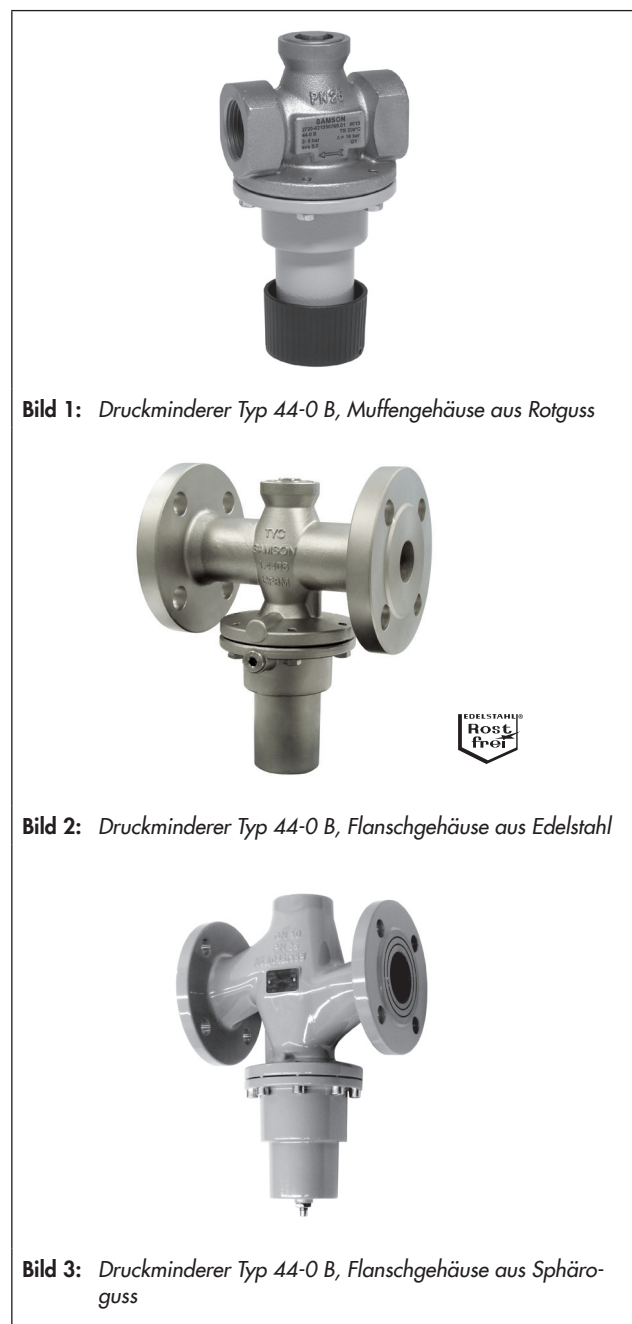 PN25
SAMSON
44-0 B
Bild 1: Druckminderer Typ 44-0 B, Muffengehäuse aus Rotguss
TYC
SAMSON
EDELSTAHL®
Rost
frei
Bild 2: Druckminderer Typ 44-0 B, Flanschgehäuse aus Edelstahl
Bild 3: Druckminderer Typ 44-0 B, Flanschgehäuse aus Sphäro-
guss